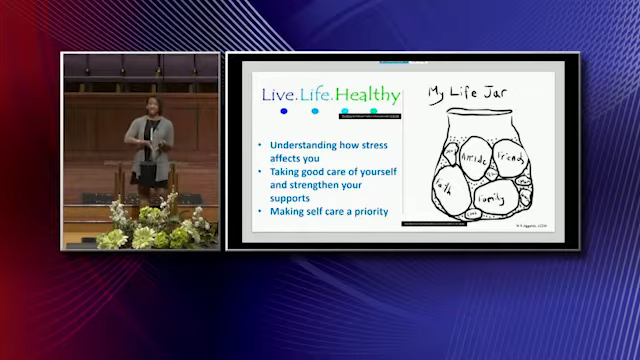 Live.Life.Healthy
• Understanding how stress
affects you
• Taking good care of yourself
and strengthen your
supports
• Making self care a priority
My Life Jar
Friends
Faith
Family